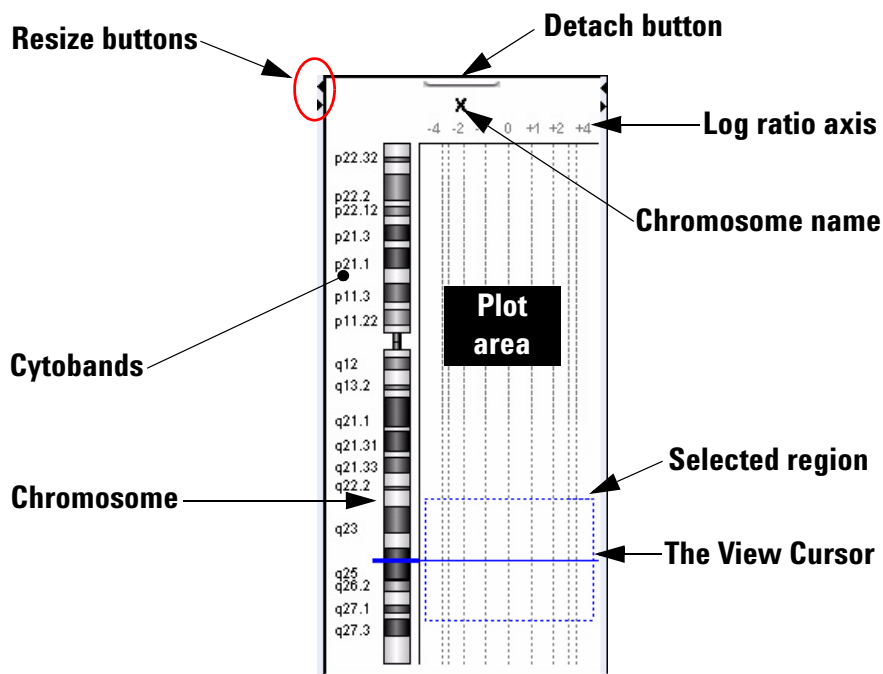 Resize buttons
Detach button
X
-4 -2 0 +1 +2 +4
Log ratio axis
Chromosome name
p22.32
p22.2
p22.12
p21.3
p21.1
p11.3
p11.22
Plot
area
Cytobands
q12
q13.2
q21.1
q21.31
q21.33
q22.2
Selected region
Chromosome
q23
The View Cursor
q25
q26.2
q27.1
q27.3